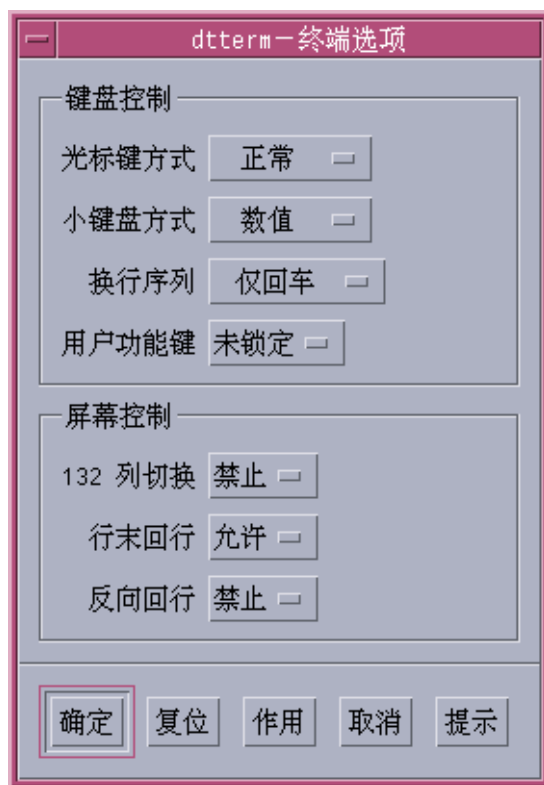 dtterm－终端选项
键盘控制
光标键方式 正常
小键盘方式 数值
换行序列 仅回车
用户功能键 未锁定
屏幕控制
132 列切换 禁止
行末回行 允许
反向回行 禁止
确定 复位 作用 取消 提示